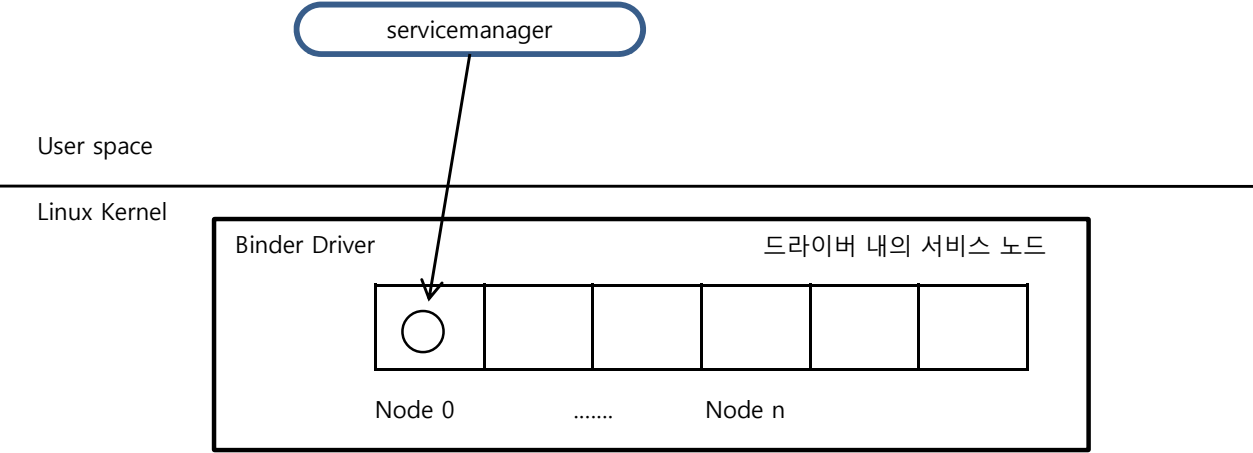 servicemanager
User space
Linux Kernel
Binder Driver
드라이버 내의 서비스 노드
Node 0
.......
Node n